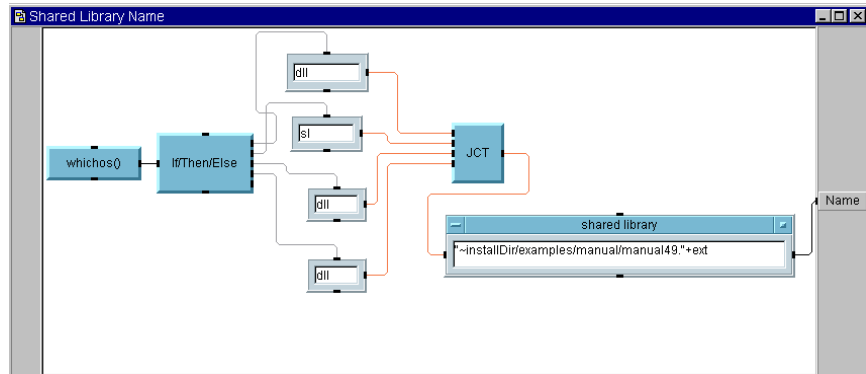 Shared Library Name
dll
sl
whichos()
If/Then/Else
JCT
dll
Name
shared library
"~installDir/examples/manual/manual49."+ext
dll